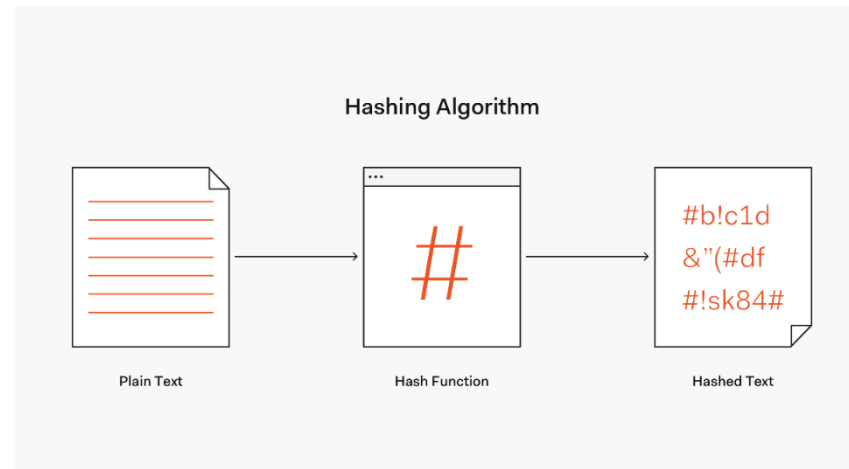 Hashing Algorithm
#
#b!c1d
&”(#df
#!sk84#
Plain Text
Hash Function
Hashed Text